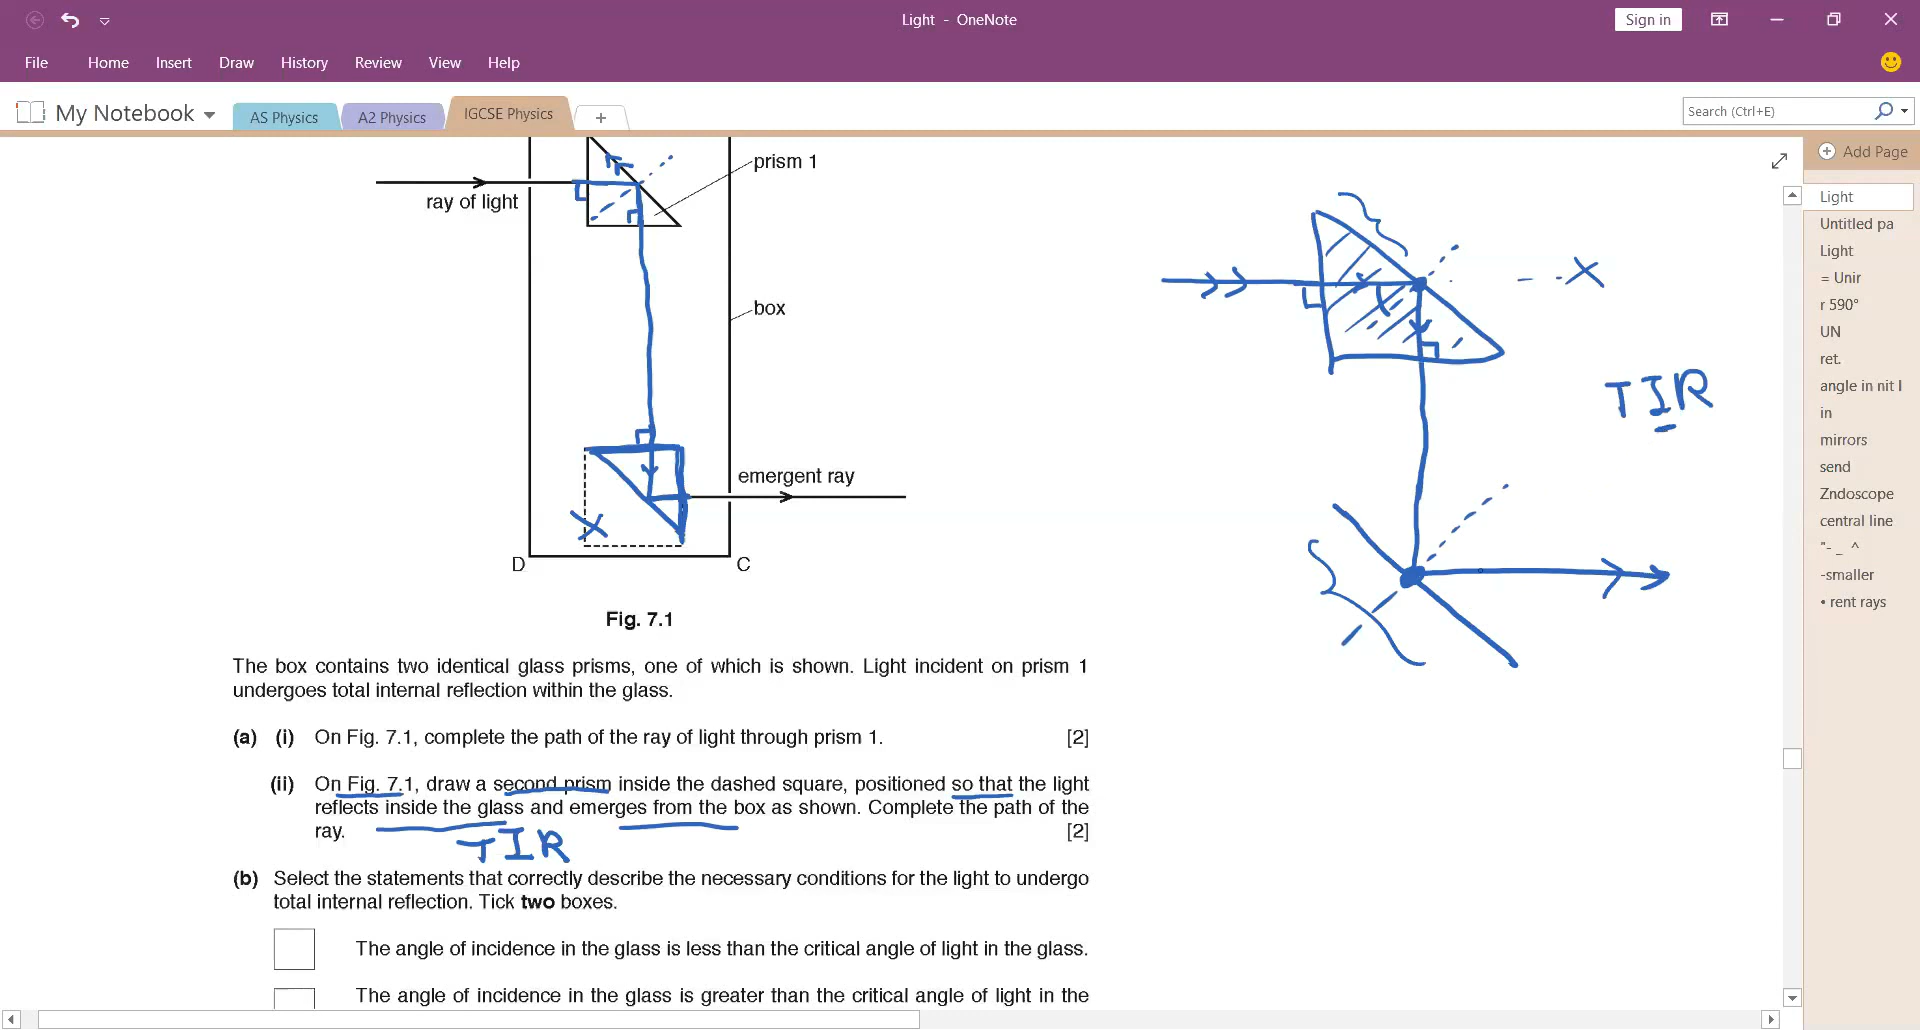 Light - OneNote
Sign in
File Home Insert Draw History Review View Help
My Notebook
AS Physics A2 Physics IGCSE Physics +
Search (Ctrl+E)
Add Page
Light
Untitled pa
Light
= Unir
r 590°
UN
ret.
angle in nit l
in
mirrors
send
Zndoscope
central line
"- _ ^
-smaller
• rent rays
prism 1
ray of light
box
emergent ray
X
D C
Fig. 7.1
X
TIR
The box contains two identical glass prisms, one of which is shown. Light incident on prism 1
undergoes total internal reflection within the glass.
(a) (i) On Fig. 7.1, complete the path of the ray of light through prism 1. [2]
(ii) On Fig. 7.1, draw a second prism inside the dashed square, positioned so that the light
reflects inside the glass and emerges from the box as shown. Complete the path of the
ray. [2]
TIR
(b) Select the statements that correctly describe the necessary conditions for the light to undergo
total internal reflection. Tick two boxes.
The angle of incidence in the glass is less than the critical angle of light in the glass.
The angle of incidence in the glass is greater than the critical angle of light in the